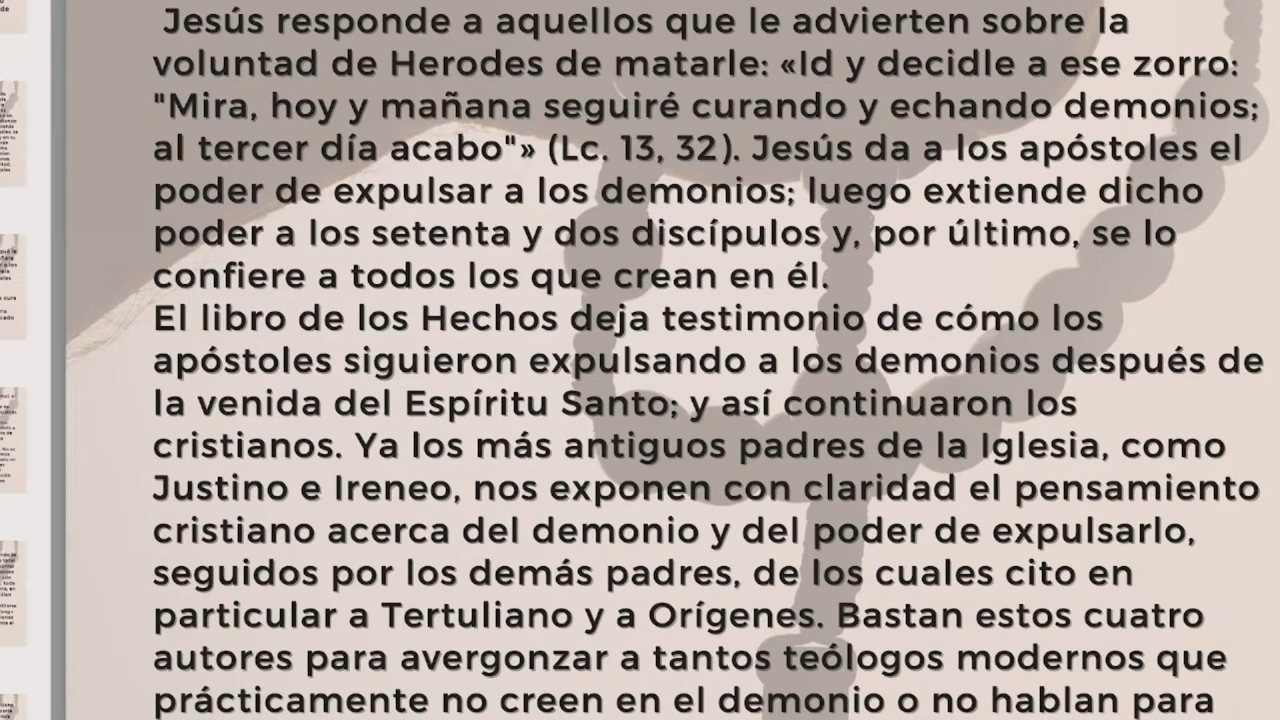 Jesús responde a aquellos que le advierten sobre la
voluntad de Herodes de matarle: «Id y decidle a ese zorro:
"Mira, hoy y mañana seguiré curando y echando demonios;
al tercer día acabo"» (Lc. 13, 32). Jesús da a los apóstoles el
poder de expulsar a los demonios; luego extiende dicho
poder a los setenta y dos discípulos y, por último, se lo
confiere a todos los que crean en él.
El libro de los Hechos deja testimonio de cómo los
apóstoles siguieron expulsando a los demonios después de
la venida del Espíritu Santo; y así continuaron los
cristianos. Ya los más antiguos padres de la Iglesia, como
Justino e Ireneo, nos exponen con claridad el pensamiento
cristiano acerca del demonio y del poder de expulsarlo,
seguidos por los demás padres, de los cuales cito en
particular a Tertuliano y a Orígenes. Bastan estos cuatro
autores para avergonzar a tantos teólogos modernos que
prácticamente no creen en el demonio o no hablan para